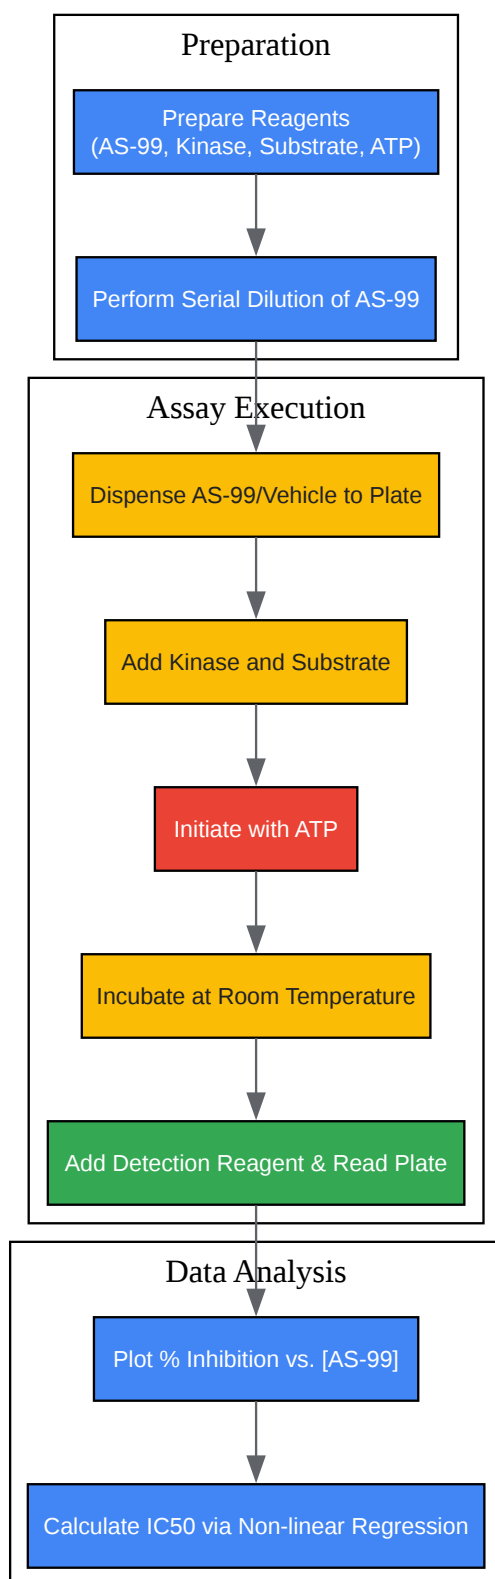 Preparation
Prepare Reagents
(AS-99, Kinase, Substrate, ATP)
Perform Serial Dilution of AS-99
Assay Execution
Dispense AS-99/Vehicle to Plate
Add Kinase and Substrate
Initiate with ATP
Incubate at Room Temperature
Add Detection Reagent & Read Plate
Data Analysis
Plot % Inhibition vs. [AS-99]
Calculate IC50 via Non-linear Regression